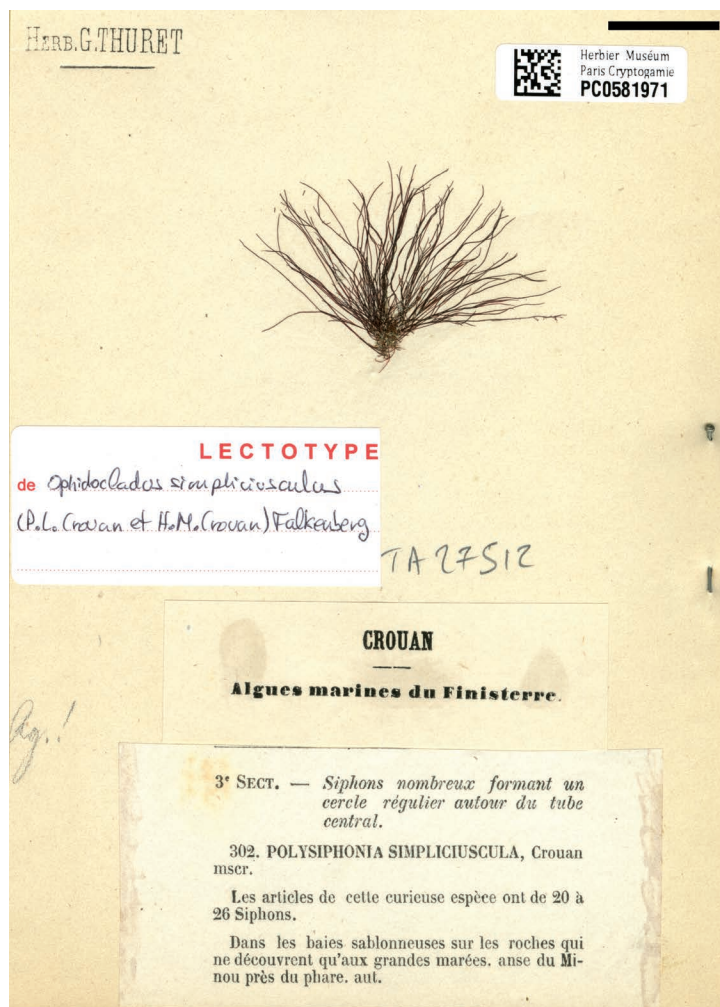 HERB.G.THURET
Herbier Muséum
Paris Cryptogamie
PC0581971
LECTOTYPE
de Ophidocladus simpliciusculus
(P.L. Crouan et H.M. Crouan) Falkenberg
TA 27512
CROUAN
Algues marines du Finisterre.
Ag.!
3e SECT. — Siphons nombreux formant un
cercle régulier autour du tube
central.
302. POLYSIPHONIA SIMPLICIUSCULA, Crouan
mscr.
Les articles de cette curieuse espèce ont de 20 à
26 Siphons.
Dans les baies sablonneuses sur les roches qui
ne découvrent qu'aux grandes marées. anse du Mi-
nou près du phare. aut.